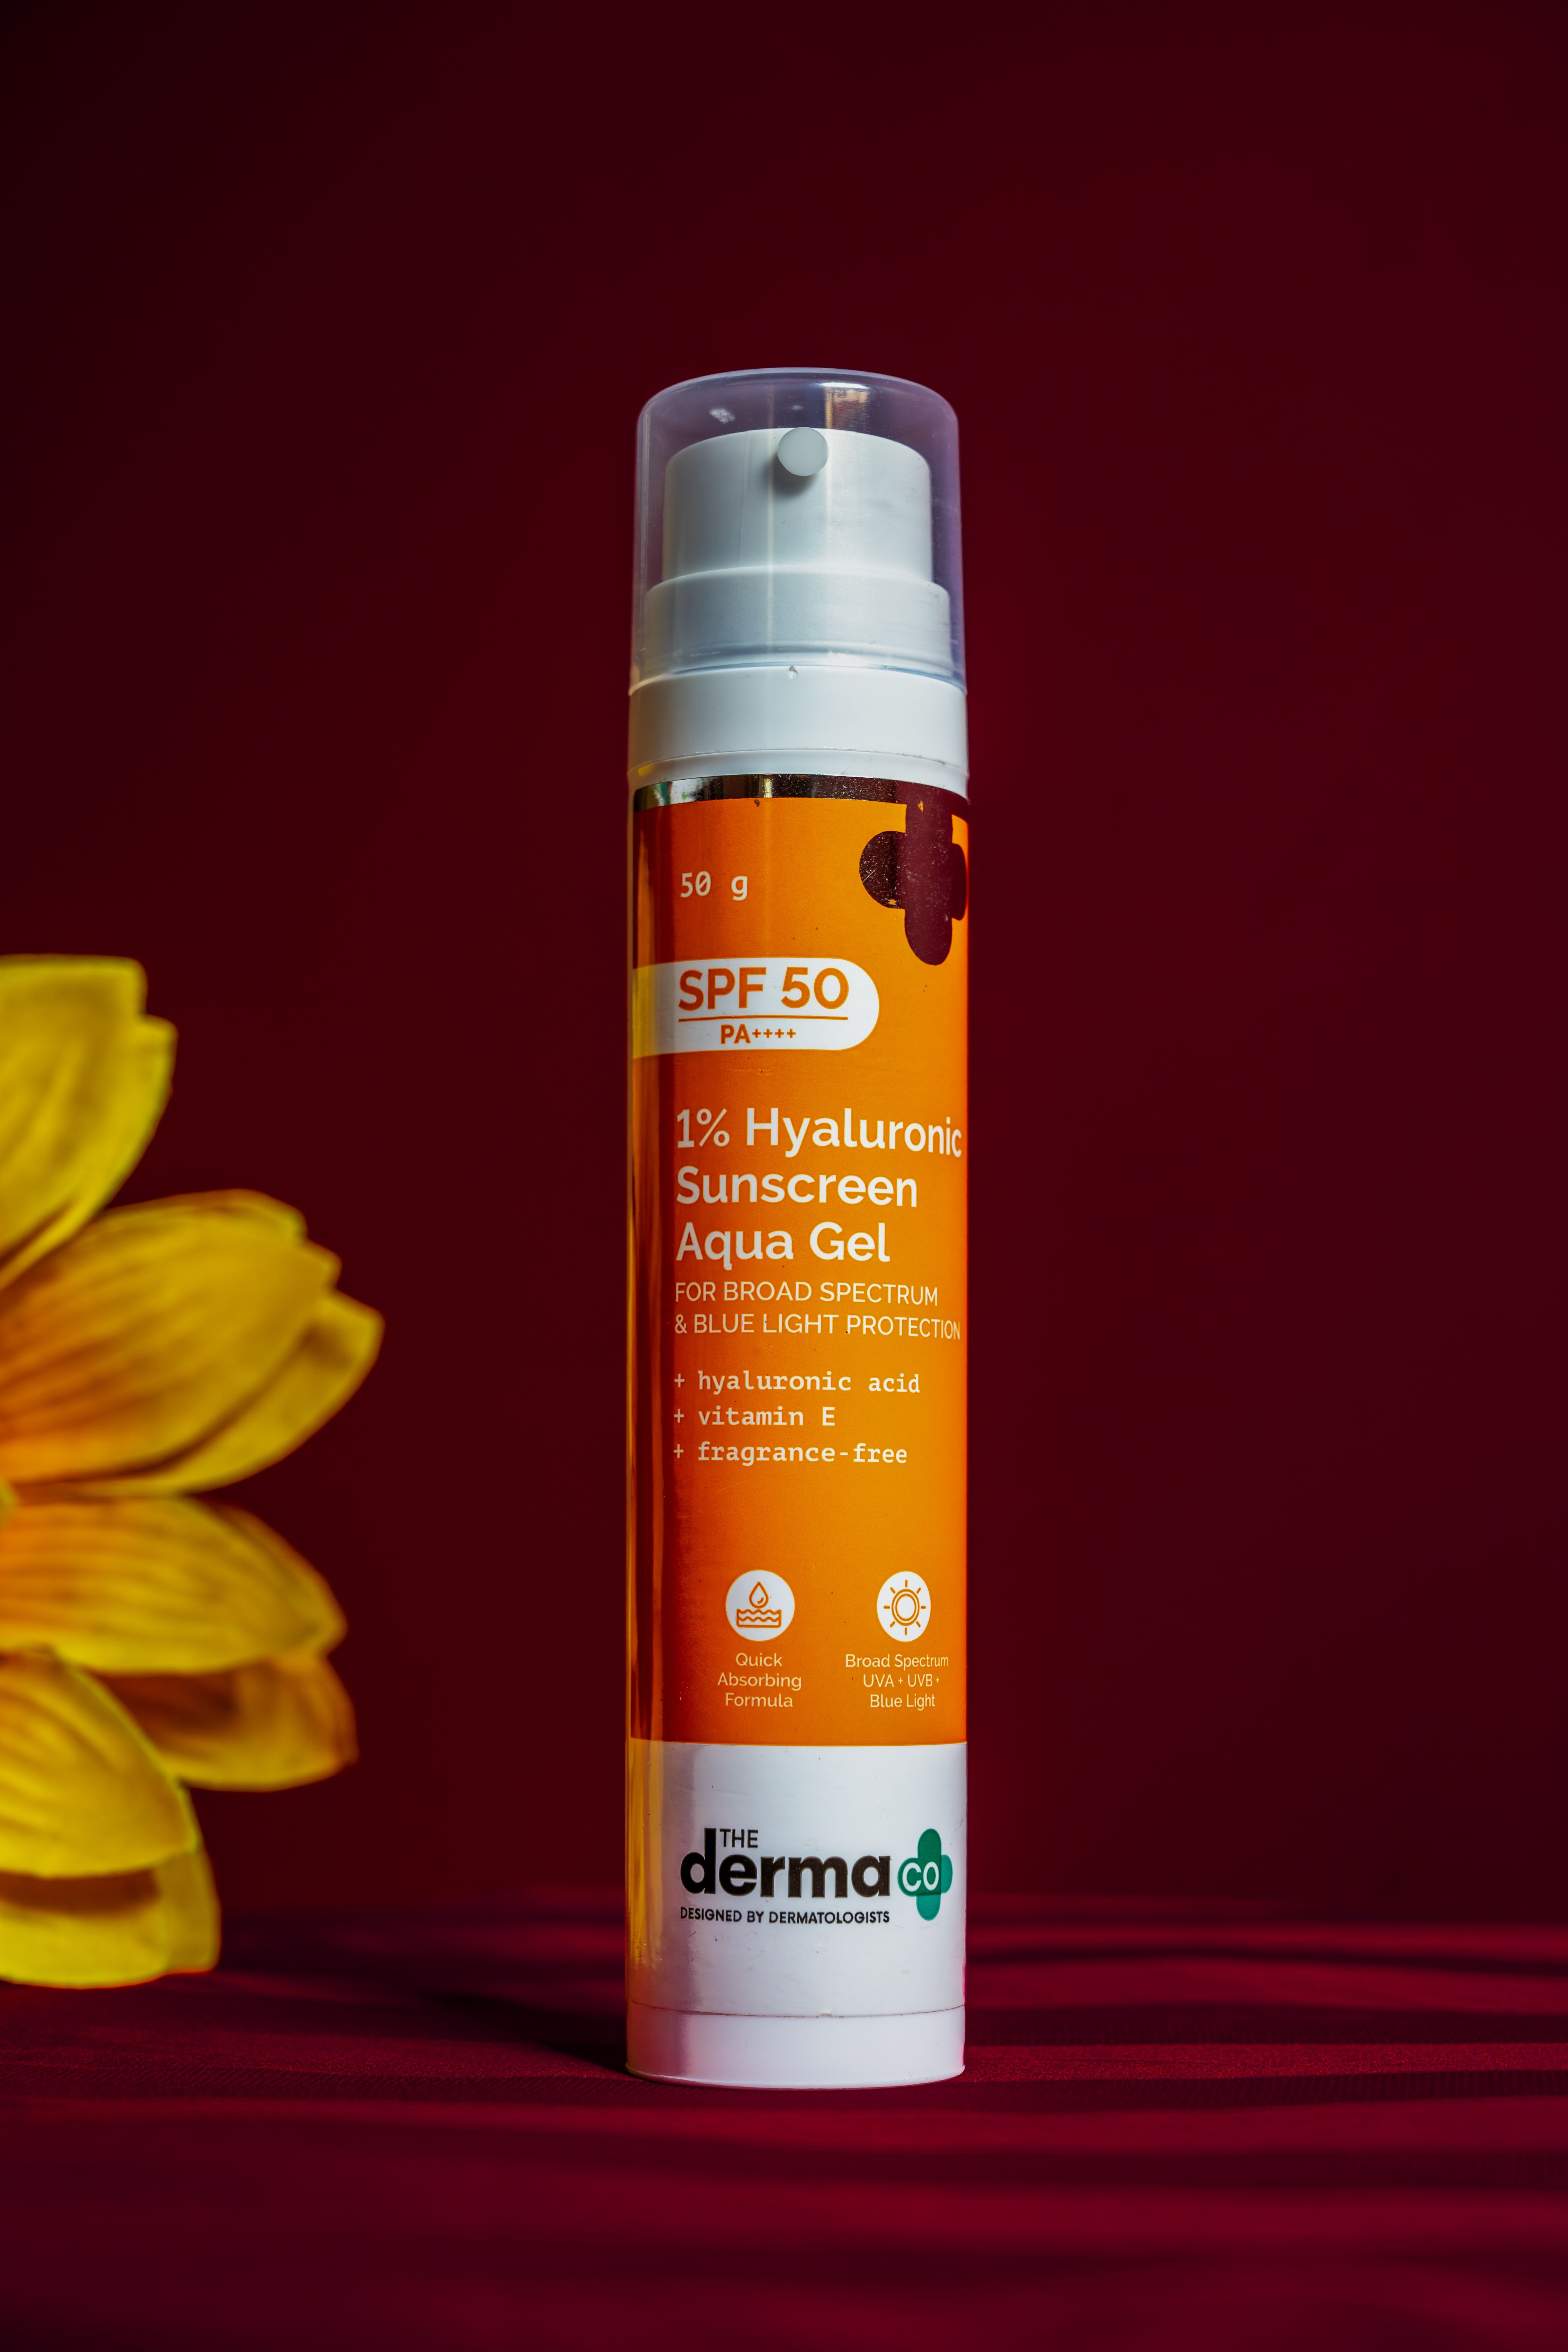 50 g
SPF 50
PA++++
1% Hyaluronic
Sunscreen
Aqua Gel
FOR BROAD SPECTRUM
& BLUE LIGHT PROTECTION
+ hyaluronic acid
+ vitamin E
+ fragrance-free
Quick
Absorbing
Formula
Broad Spectrum
UVA + UVB +
Blue Light
THE
derma co
DESIGNED BY DERMATOLOGISTS